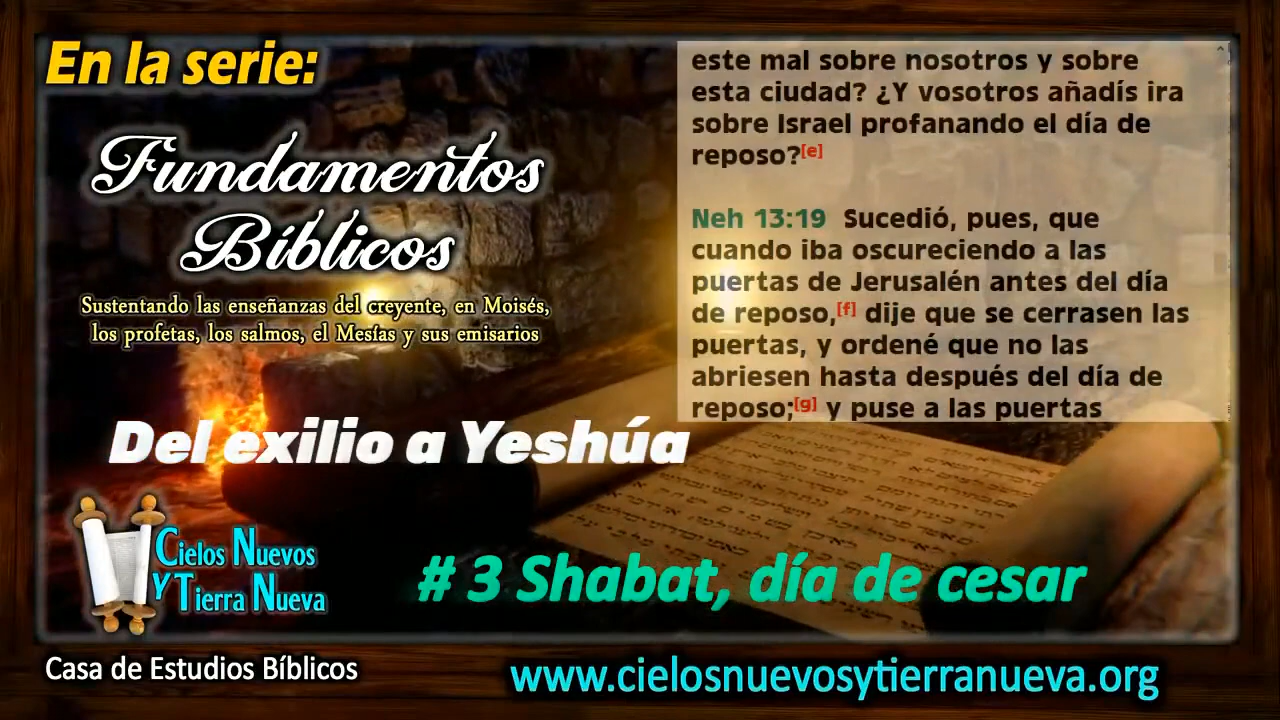 En la serie:
Fundamentos
Bíblicos
Sustentando las enseñanzas del creyente, en Moisés,
los profetas, los salmos, el Mesías y sus emisarios
este mal sobre nosotros y sobre
esta ciudad? ¿Y vosotros añadís ira
sobre Israel profanando el día de
reposo?[e]
Neh 13:19 Sucedió, pues, que
cuando iba oscureciendo a las
puertas de Jerusalén antes del día
de reposo,[f] dije que se cerrasen las
puertas, y ordené que no las
abriesen hasta después del día de
reposo;[g] y puse a las puertas
Del exilio a Yeshúa
Cielos Nuevos
Y Tierra Nueva
# 3 Shabat, día de cesar
Casa de Estudios Bíblicos
www.cielosnuevosytierranueva.org